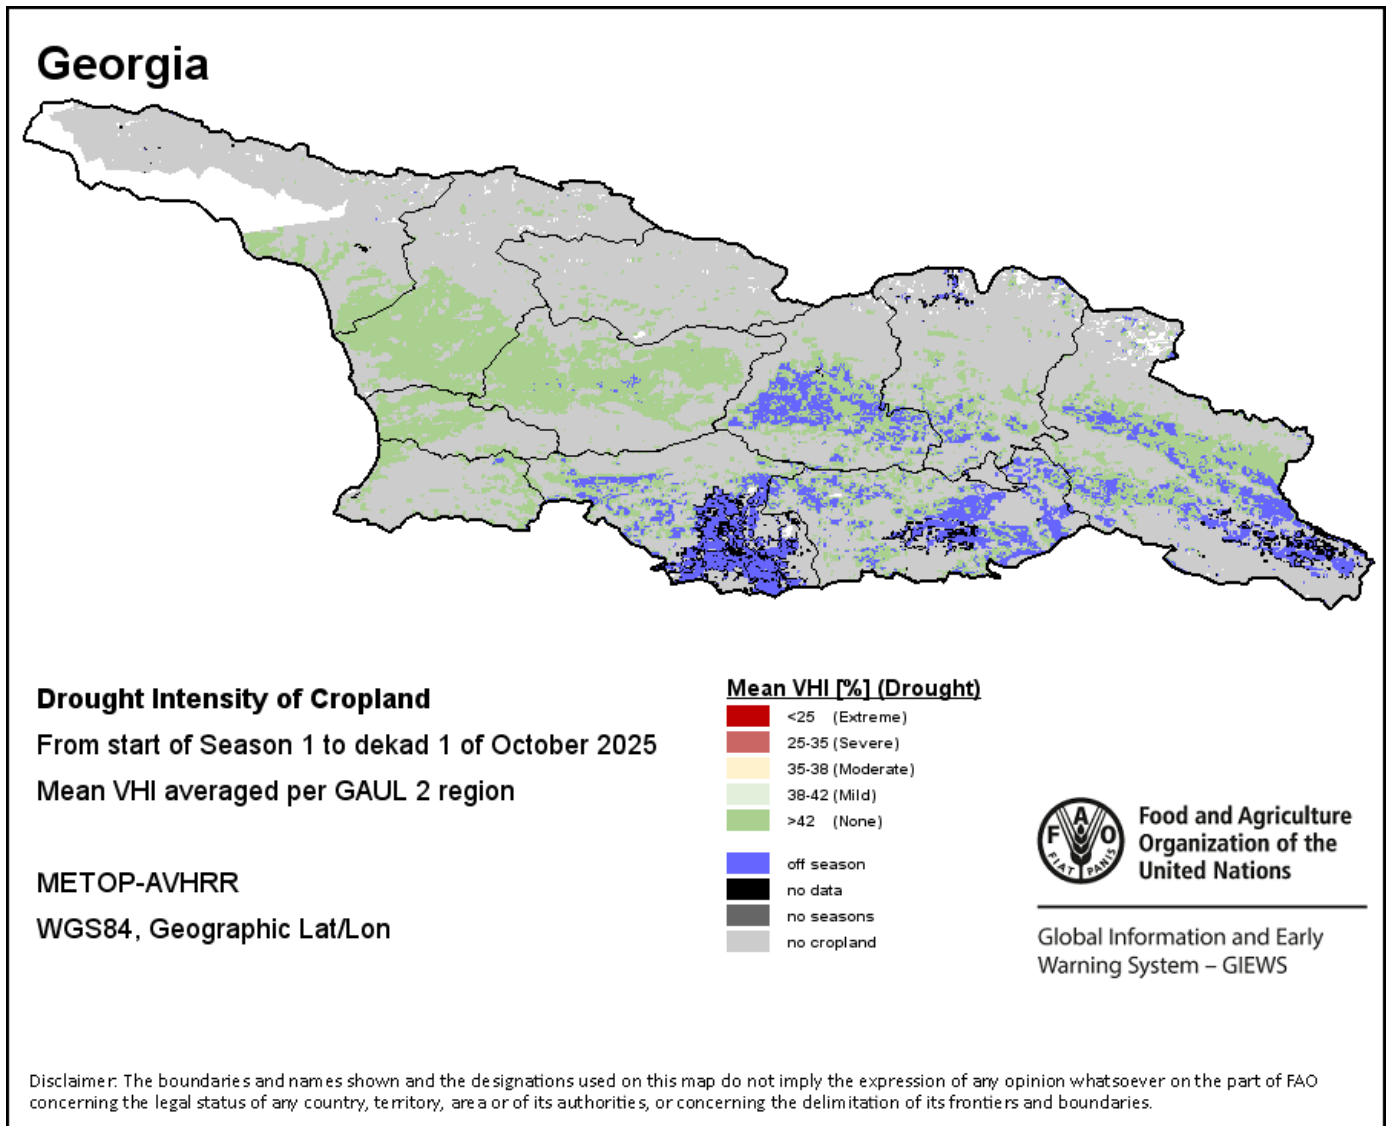 Georgia
Drought Intensity of Cropland
From start of Season 1 to dekad 1 of October 2025
Mean VHI averaged per GAUL 2 region
METOP-AVHRR
WGS84, Geographic Lat/Lon
Mean VHI [%] (Drought)
<25 (Extreme)
25-35 (Severe)
35-38 (Moderate)
38-42 (Mild)
>42 (None)
off season
no data
no seasons
no cropland
F A O
FIAT PANIS
Food and Agriculture
Organization of the
United Nations
Global Information and Early
Warning System – GIEWS
Disclaimer: The boundaries and names shown and the designations used on this map do not imply the expression of any opinion whatsoever on the part of FAO
concerning the legal status of any country, territory, area or of its authorities, or concerning the delimitation of its frontiers and boundaries.